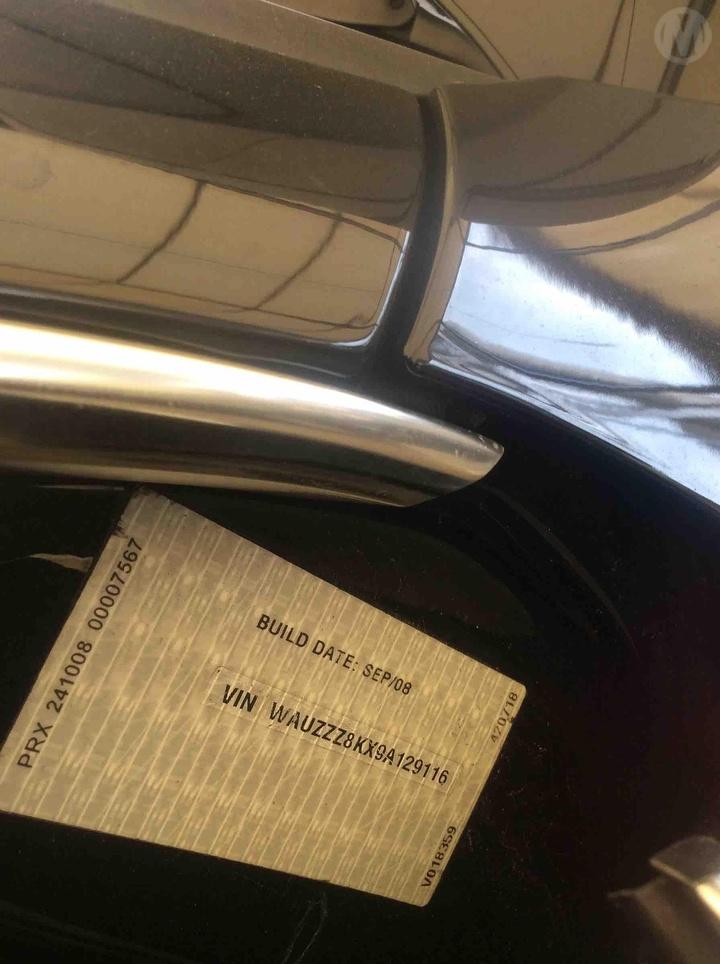 M
PRX 241008 00007567
BUILD DATE: SEP/08
VIN WAUZZZ8KX9A129116
420/18
V018359